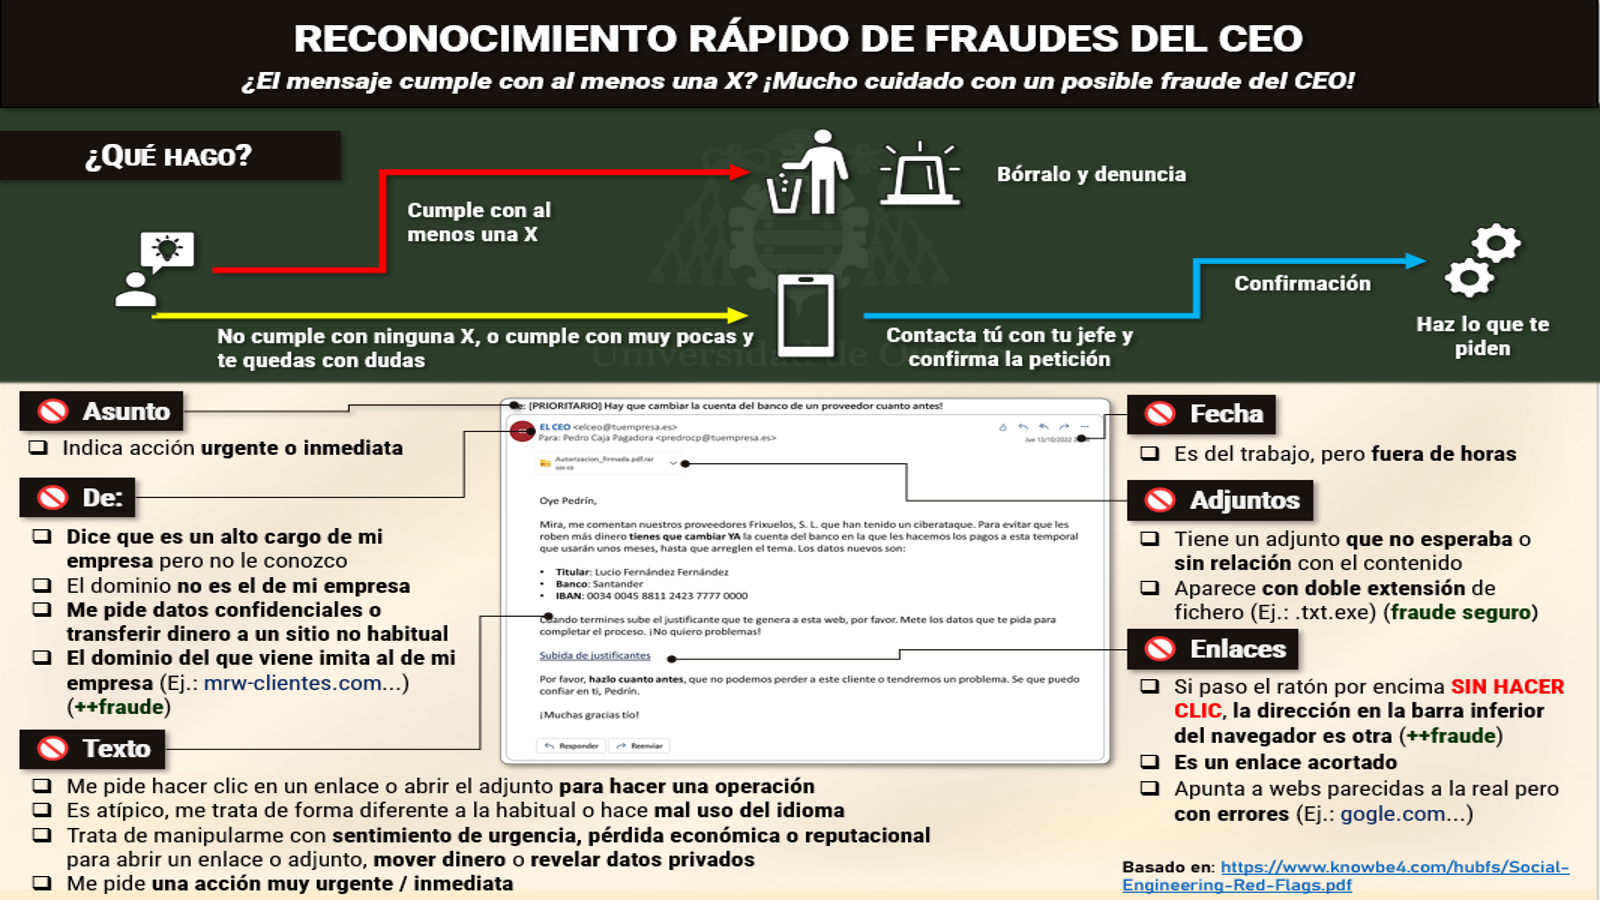 RECONOCIMIENTO RÁPIDO DE FRAUDES DEL CEO
¿El mensaje cumple con al menos una X? ¡Mucho cuidado con un posible fraude del CEO!
¿QUÉ HAGO?
Cumple con al
menos una X
Bórralo y denuncia
No cumple con ninguna X, o cumple con muy pocas y
te quedas con dudas
Contacta tú con tu jefe y
confirma la petición
Confirmación
Haz lo que te
piden
Universidad de
Asunto
❑ Indica acción urgente o inmediata
De:
❑ Dice que es un alto cargo de mi
empresa pero no le conozco
❑ El dominio no es el de mi empresa
❑ Me pide datos confidenciales o
transferir dinero a un sitio no habitual
❑ El dominio del que viene imita al de mi
empresa (Ej.: mrw-clientes.com...)
(++fraude)
Texto
❑ Me pide hacer clic en un enlace o abrir el adjunto para hacer una operación
❑ Es atípico, me trata de forma diferente a la habitual o hace mal uso del idioma
❑ Trata de manipularme con sentimiento de urgencia, pérdida económica o reputacional
para abrir un enlace o adjunto, mover dinero o revelar datos privados
❑ Me pide una acción muy urgente / inmediata
[PRIORITARIO] Hay que cambiar la cuenta del banco de un proveedor cuanto antes!
EL CEO <elceo@tuempresa.es>
Para: Pedro Caja Pagadora <predrocp@tuempresa.es>
Jue 13/10/2022
Autorizacion_firmada.pdf.rar
Oye Pedrín,
Mira, me comentan nuestros proveedores Frixuelos, S. L. que han tenido un ciberataque. Para evitar que les
roben más dinero tienes que cambiar YA la cuenta del banco en la que les hacemos los pagos a esta temporal
que usarán unos meses, hasta que arreglen el tema. Los datos nuevos son:
• Titular: Lucio Fernández Fernández
• Banco: Santander
• IBAN: 0034 0045 8811 2423 7777 0000
Cuando termines sube el justificante que te genera a esta web, por favor. Mete los datos que te pida para
completar el proceso. ¡No quiero problemas!
Subida de justificantes
Por favor, hazlo cuanto antes, que no podemos perder a este cliente o tendremos un problema. Se que puedo
confiar en ti, Pedrín.
¡Muchas gracias tío!
Responder
Reenviar
Fecha
❑ Es del trabajo, pero fuera de horas
Adjuntos
❑ Tiene un adjunto que no esperaba o
sin relación con el contenido
❑ Aparece con doble extensión de
fichero (Ej.: .txt.exe) (fraude seguro)
Enlaces
❑ Si paso el ratón por encima SIN HACER
CLIC, la dirección en la barra inferior
del navegador es otra (++fraude)
❑ Es un enlace acortado
❑ Apunta a webs parecidas a la real pero
con errores (Ej.: gogle.com...)
Basado en: https://www.knowbe4.com/hubfs/Social-
Engineering-Red-Flags.pdf